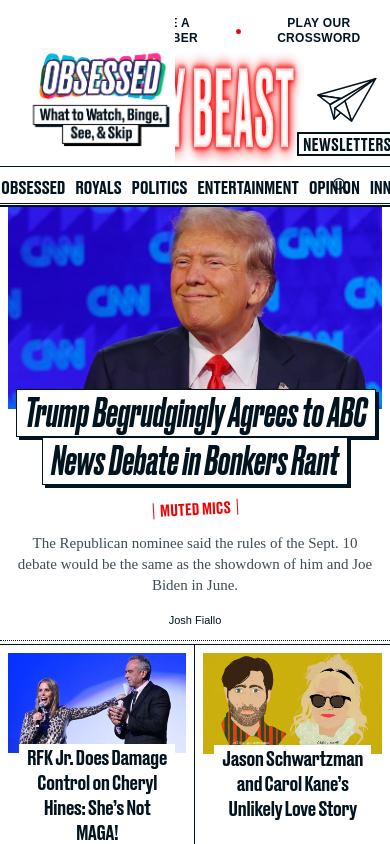 E A
BER
PLAY OUR
CROSSWORD
OBSESSED
What to Watch, Binge,
See, & Skip
Y BEAST
NEWSLETTERS
OBSESSED ROYALS POLITICS ENTERTAINMENT OPINION INN
CNN CNN CNN CNN
Trump Begrudgingly Agrees to ABC
News Debate in Bonkers Rant
MUTED MICS
The Republican nominee said the rules of the Sept. 10
debate would be the same as the showdown of him and Joe
Biden in June.
Josh Fiallo
RFK Jr. Does Damage
Control on Cheryl
Hines: She’s Not
MAGA!
Jason Schwartzman
and Carol Kane’s
Unlikely Love Story